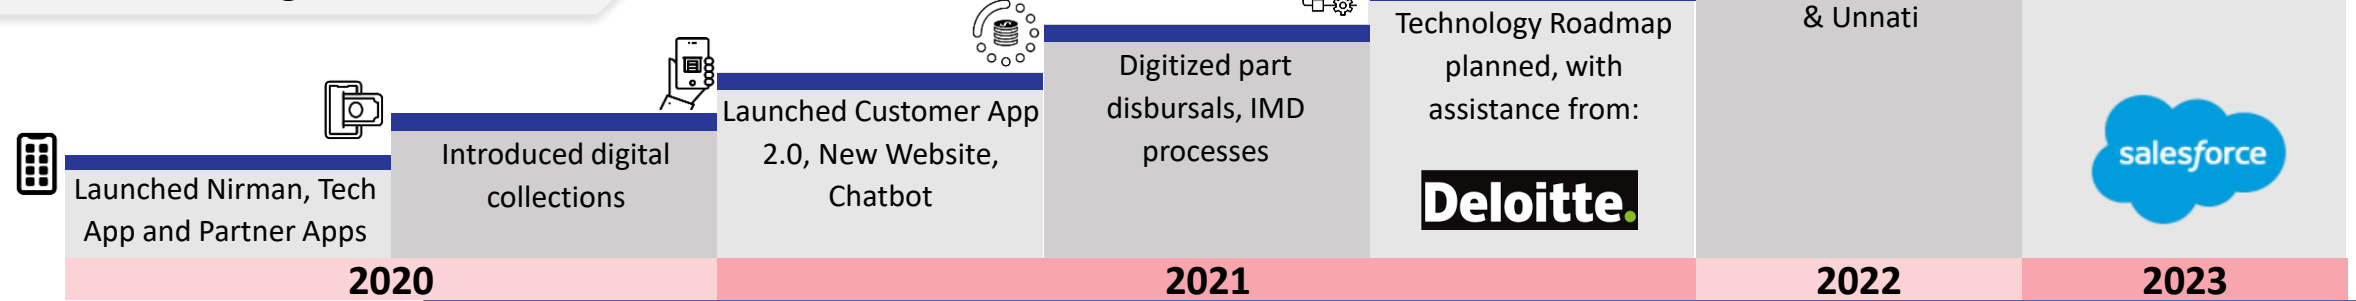 Launched Nirman, Tech
App and Partner Apps
Introduced digital
collections
Launched Customer App
2.0, New Website,
Chatbot
Digitized part
disbursals, IMD
processes
Technology Roadmap
planned, with
assistance from:
Deloitte.
& Unnati
salesforce
2020
2021
2022
2023